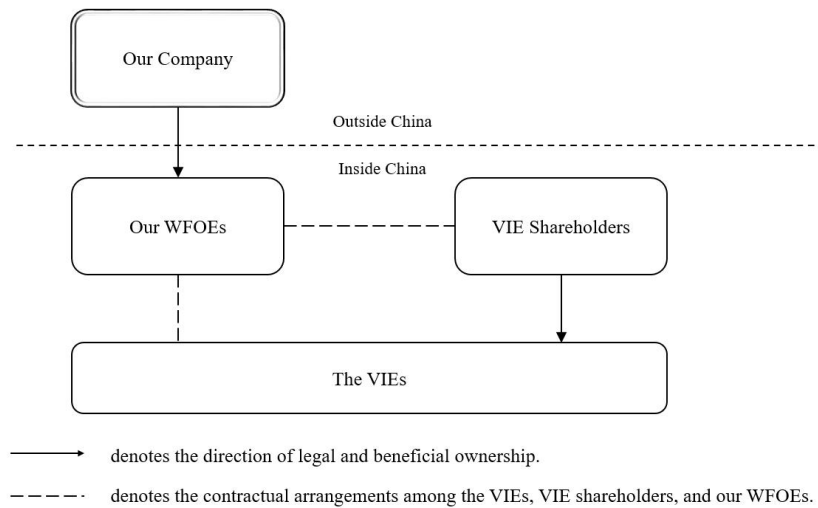 Our Company
Outside China
Inside China
Our WFOEs
VIE Shareholders
The VIEs
denotes the direction of legal and beneficial ownership.
denotes the contractual arrangements among the VIEs, VIE shareholders, and our WFOEs.